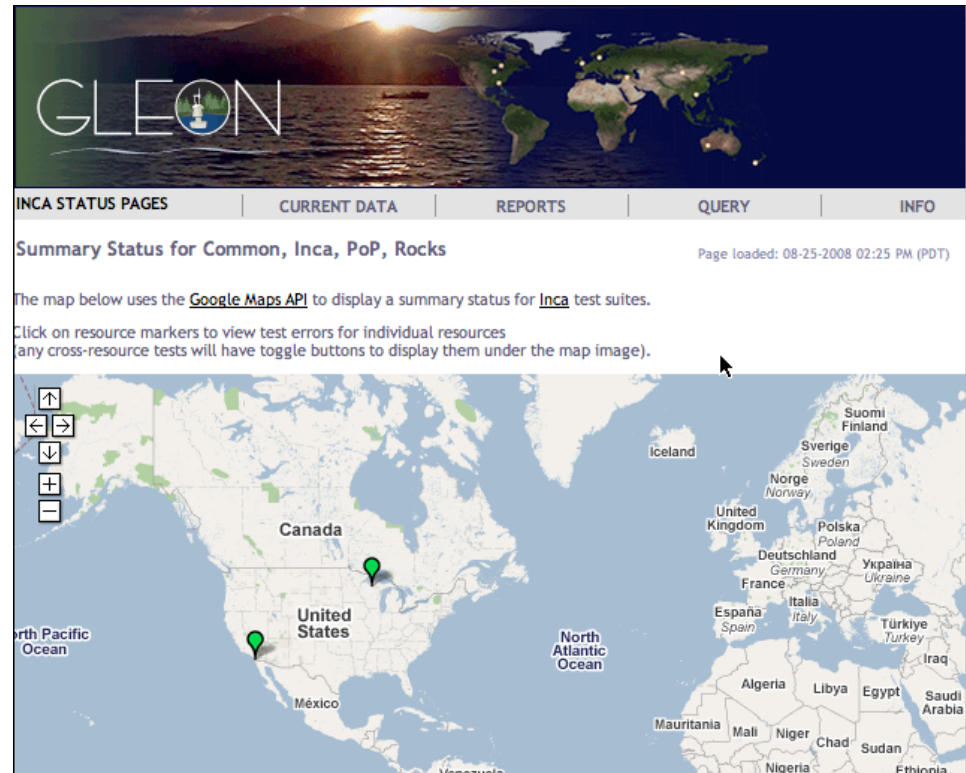 GLEON
INCA STATUS PAGES
CURRENT DATA
REPORTS
QUERY
INFO
Summary Status for Common, Inca, PoP, Rocks
Page loaded: 08-25-2008 02:25 PM (PDT)
The map below uses the Google Maps API to display a summary status for Inca test suites.
Click on resource markers to view test errors for individual resources
(any cross-resource tests will have toggle buttons to display them under the map image).
Suomi
Finland
Iceland
Sverige
Sweden
Norge
Norway
Canada
United
Kingdom
Polska
Poland
Deutschland
Germany
Україна
Ukraine
France
United
States
España
Spain
Italia
Italy
Türkiye
Turkey
rth Pacific
Ocean
North
Atlantic
Ocean
Iraq
México
Algeria
Libya
Egypt
Saudi
Arabia
Mauritania
Mali
Niger
Chad
Sudan
Nigeria
Ethiopia
Venezuela